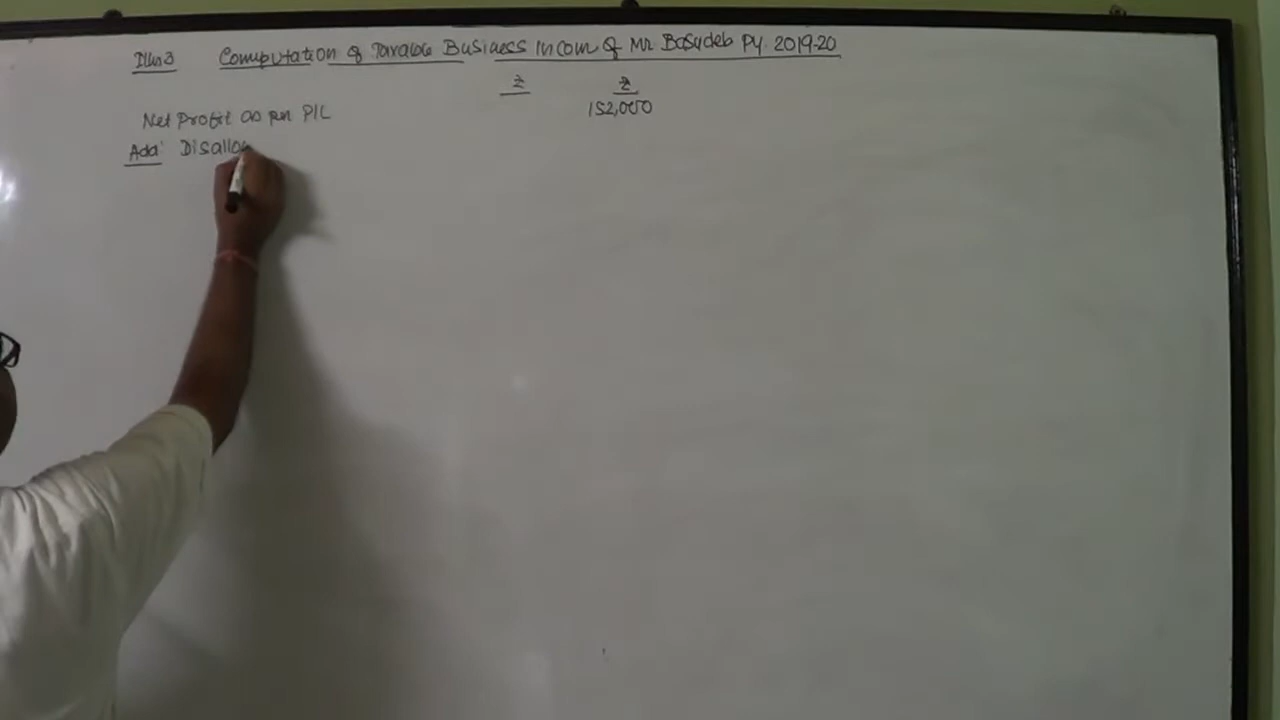 Illus 3 Computation of Taxable Business Income of Mr Basudeb PY 2019-20
₹ ₹
Net Profit as per P/L 152,000
Add: Disallow